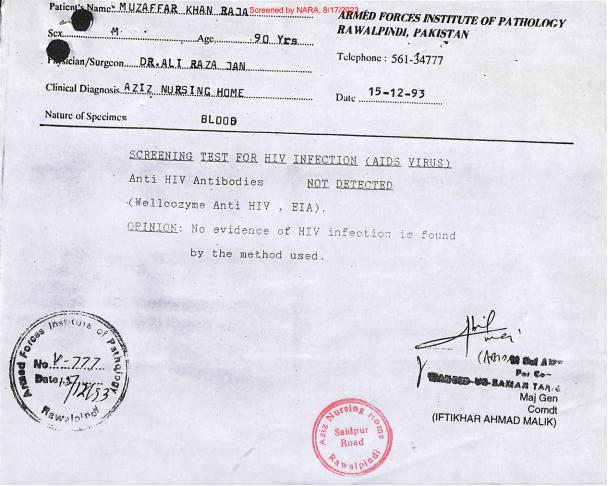 Patient's Name: MUZAFFAR KHAN RAJA
Screened by NARA, 8/17/2023
ARMED FORCES INSTITUTE OF PATHOLOGY
RAWALPINDI, PAKISTAN
Sex M Age 90 Yrs
Telephone : 561-34777
Physician/Surgeon DR.ALI RAZA JAN
Clinical Diagnosis AZIZ NURSING HOME
Date 15-12-93
Nature of Specimen BLOOD
SCREENING TEST FOR HIV INFECTION (AIDS VIRUS)
Anti HIV Antibodies NOT DETECTED
(Wellcozyme Anti HIV , EIA).
OPINION: No evidence of HIV infection is found
by the method used.
Armed Forces Institute of Pathology
No. V-777
Date 15/12/93
Rawalpindi
For Co-
Maj Gen
Comdt
(IFTIKHAR AHMAD MALIK)
Aziz Nursing Home
Saidpur
Road
Rawalpindi